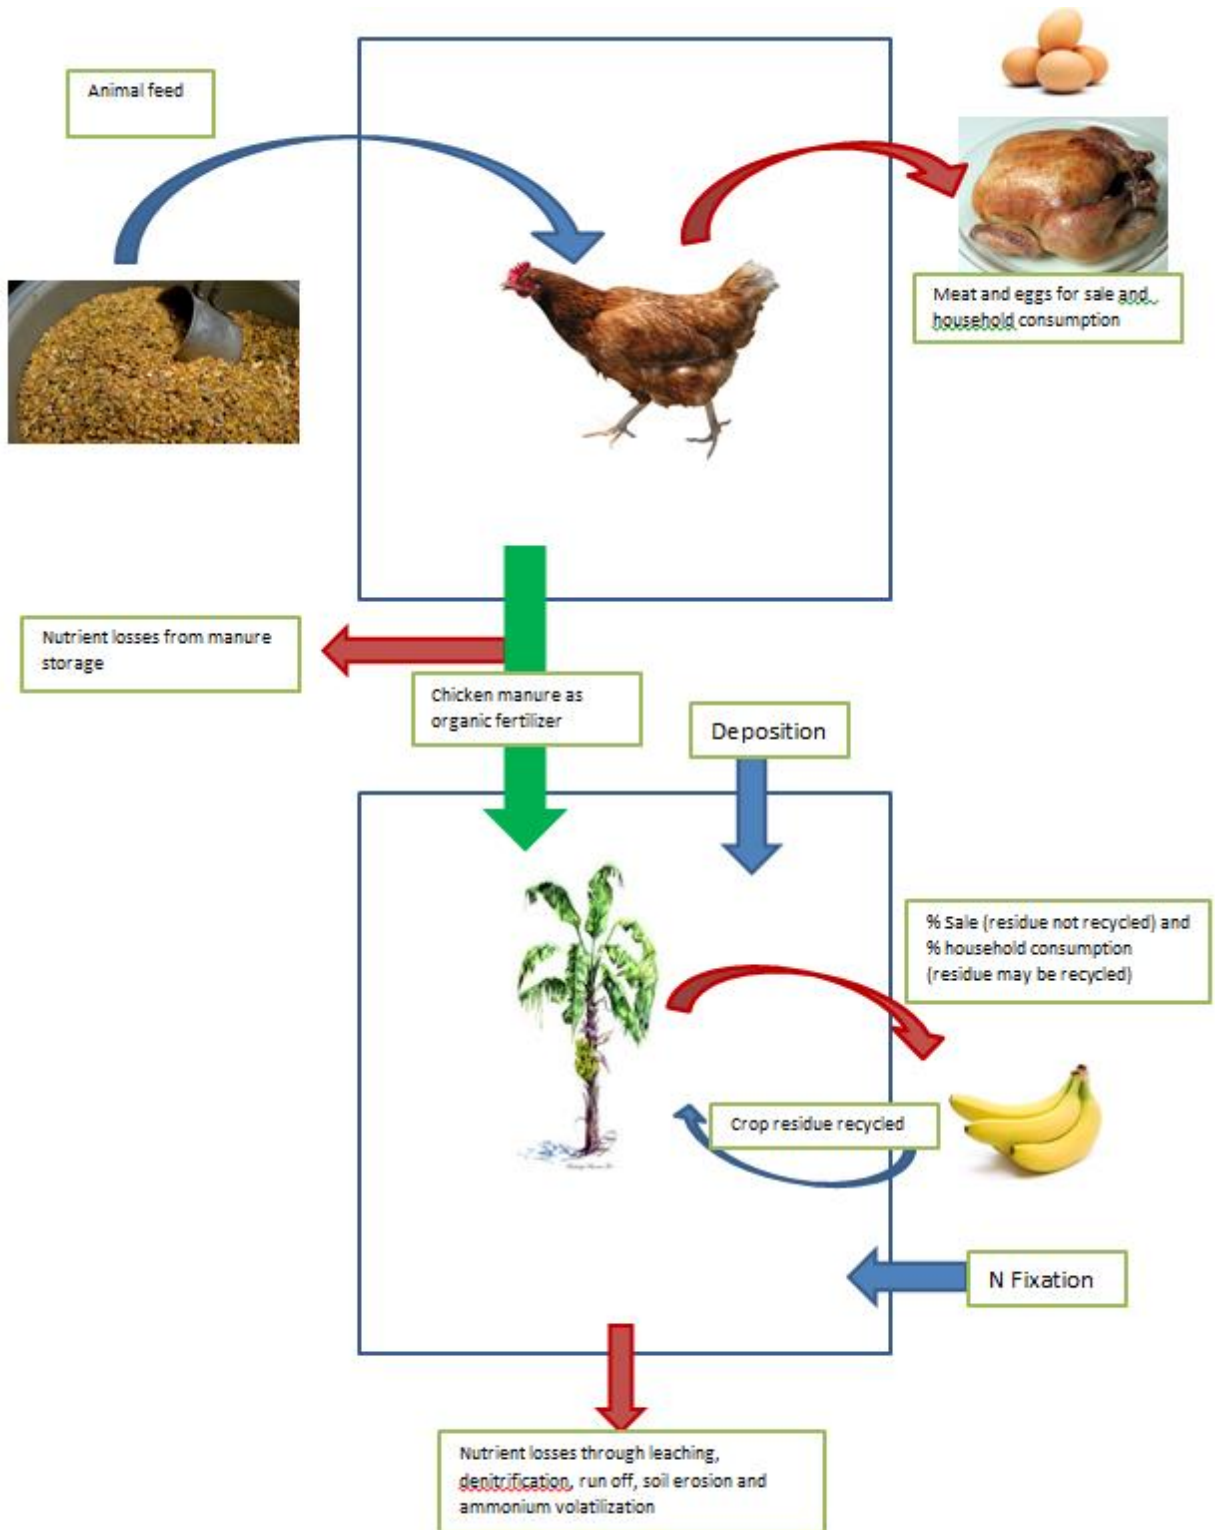 Animal feed
Meat and eggs for sale and
household consumption
Nutrient losses from manure
storage
Chicken manure as
organic fertilizer
Deposition
% Sale (residue not recycled) and
% household consumption
(residue may be recycled)
Crop residue recycled
N Fixation
Nutrient losses through leaching,
denitrification, run off, soil erosion and
ammonium volatilization